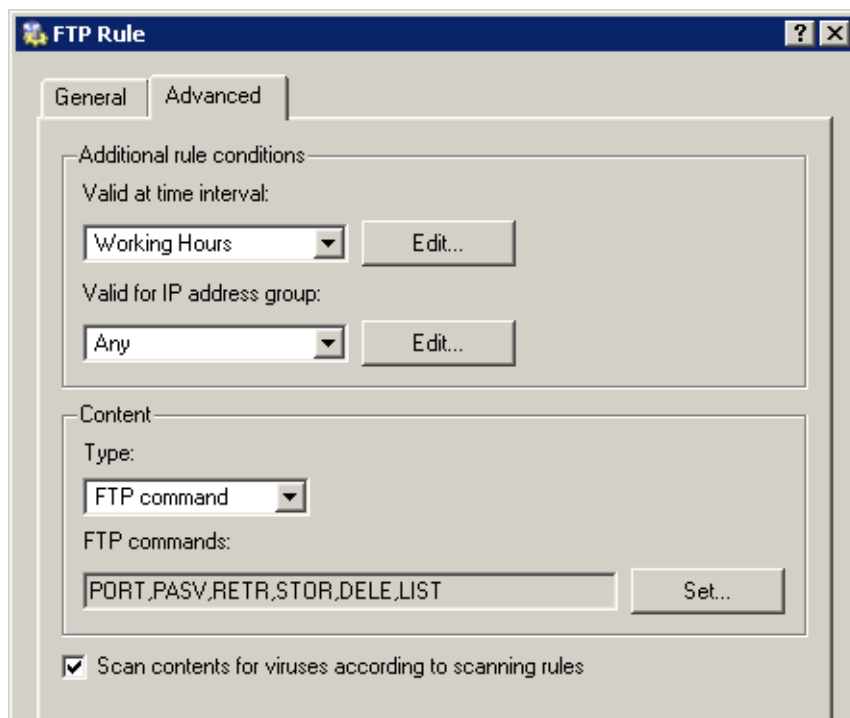 FTP Rule
General
Advanced
Additional rule conditions
Valid at time interval:
Working Hours
Edit...
Valid for IP address group:
Any
Edit...
Content
Type:
FTP command
FTP commands:
PORT,PASV,RETR,STOR,DELE,LIST
Set...
Scan contents for viruses according to scanning rules